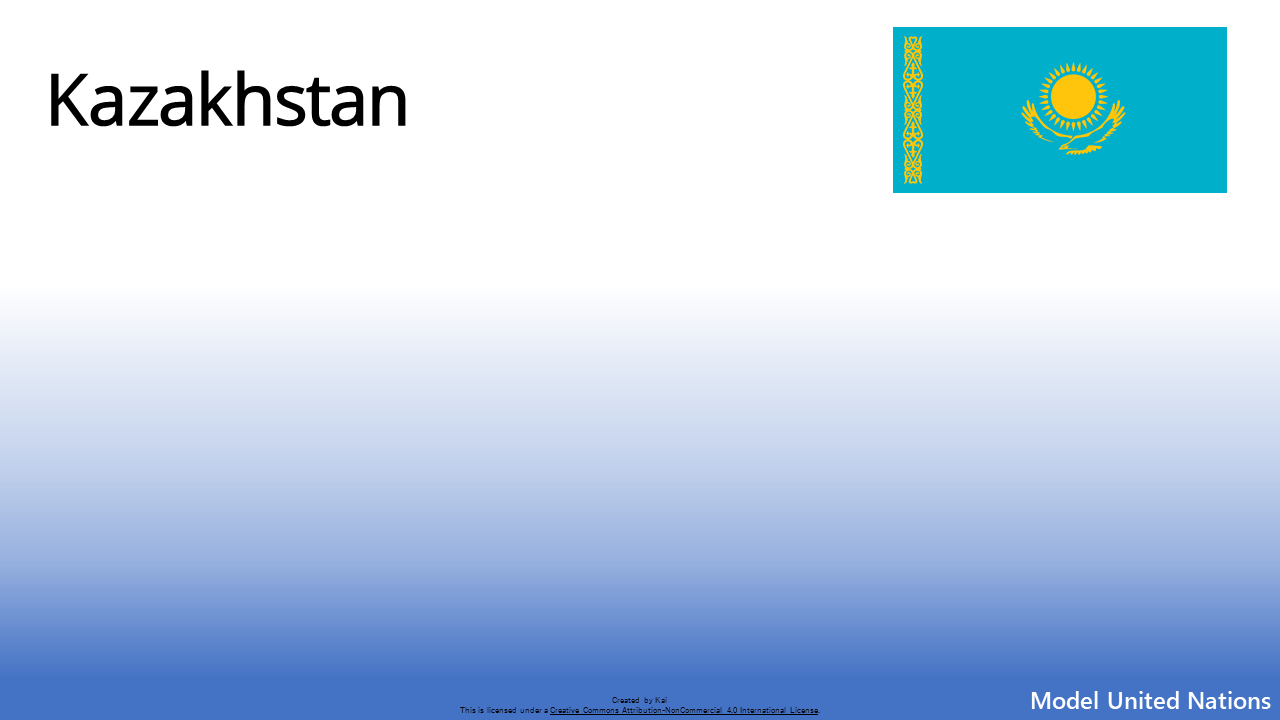 Kazakhstan
Created by Kai
This is licensed under a Creative Commons Attribution-NonCommercial 4.0 International License.
Model United Nations